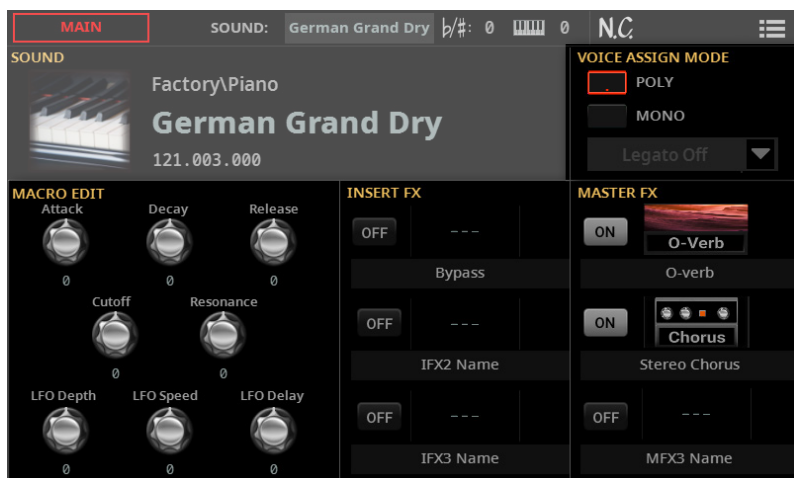 MAIN SOUND: German Grand Dry b/#: 0 0 N.C.
SOUND
Factory\Piano
German Grand Dry
121.003.000
VOICE ASSIGN MODE
POLY
MONO
Legato Off
MACRO EDIT
Attack Decay Release
0 0 0
Cutoff Resonance
0 0
LFO Depth LFO Speed LFO Delay
0 0 0
INSERT FX
OFF ---
Bypass
OFF ---
IFX2 Name
OFF ---
IFX3 Name
MASTER FX
ON O-Verb
O-verb
ON Chorus
Stereo Chorus
OFF ---
MFX3 Name